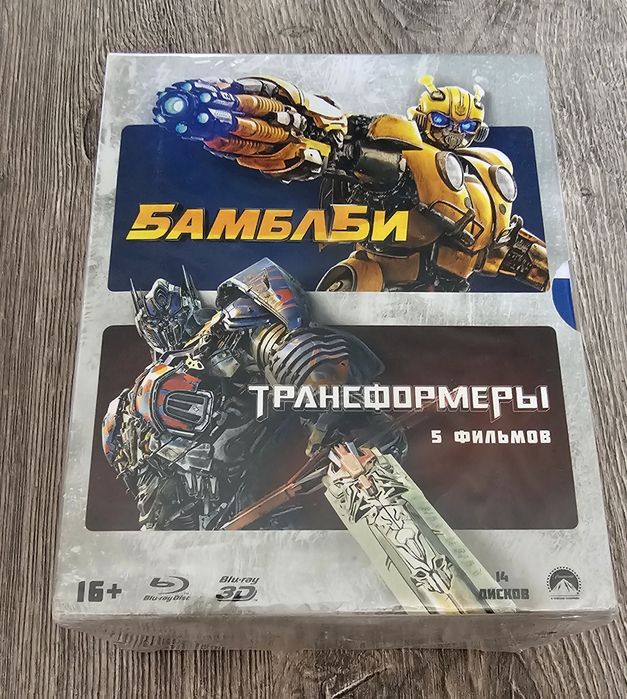 БАМБЛБИ
ТРАНСФОРМЕРЫ
5 ФИЛЬМОВ
16+
Blu-ray Disc
Blu-ray
3D
14
ДИСКОВ